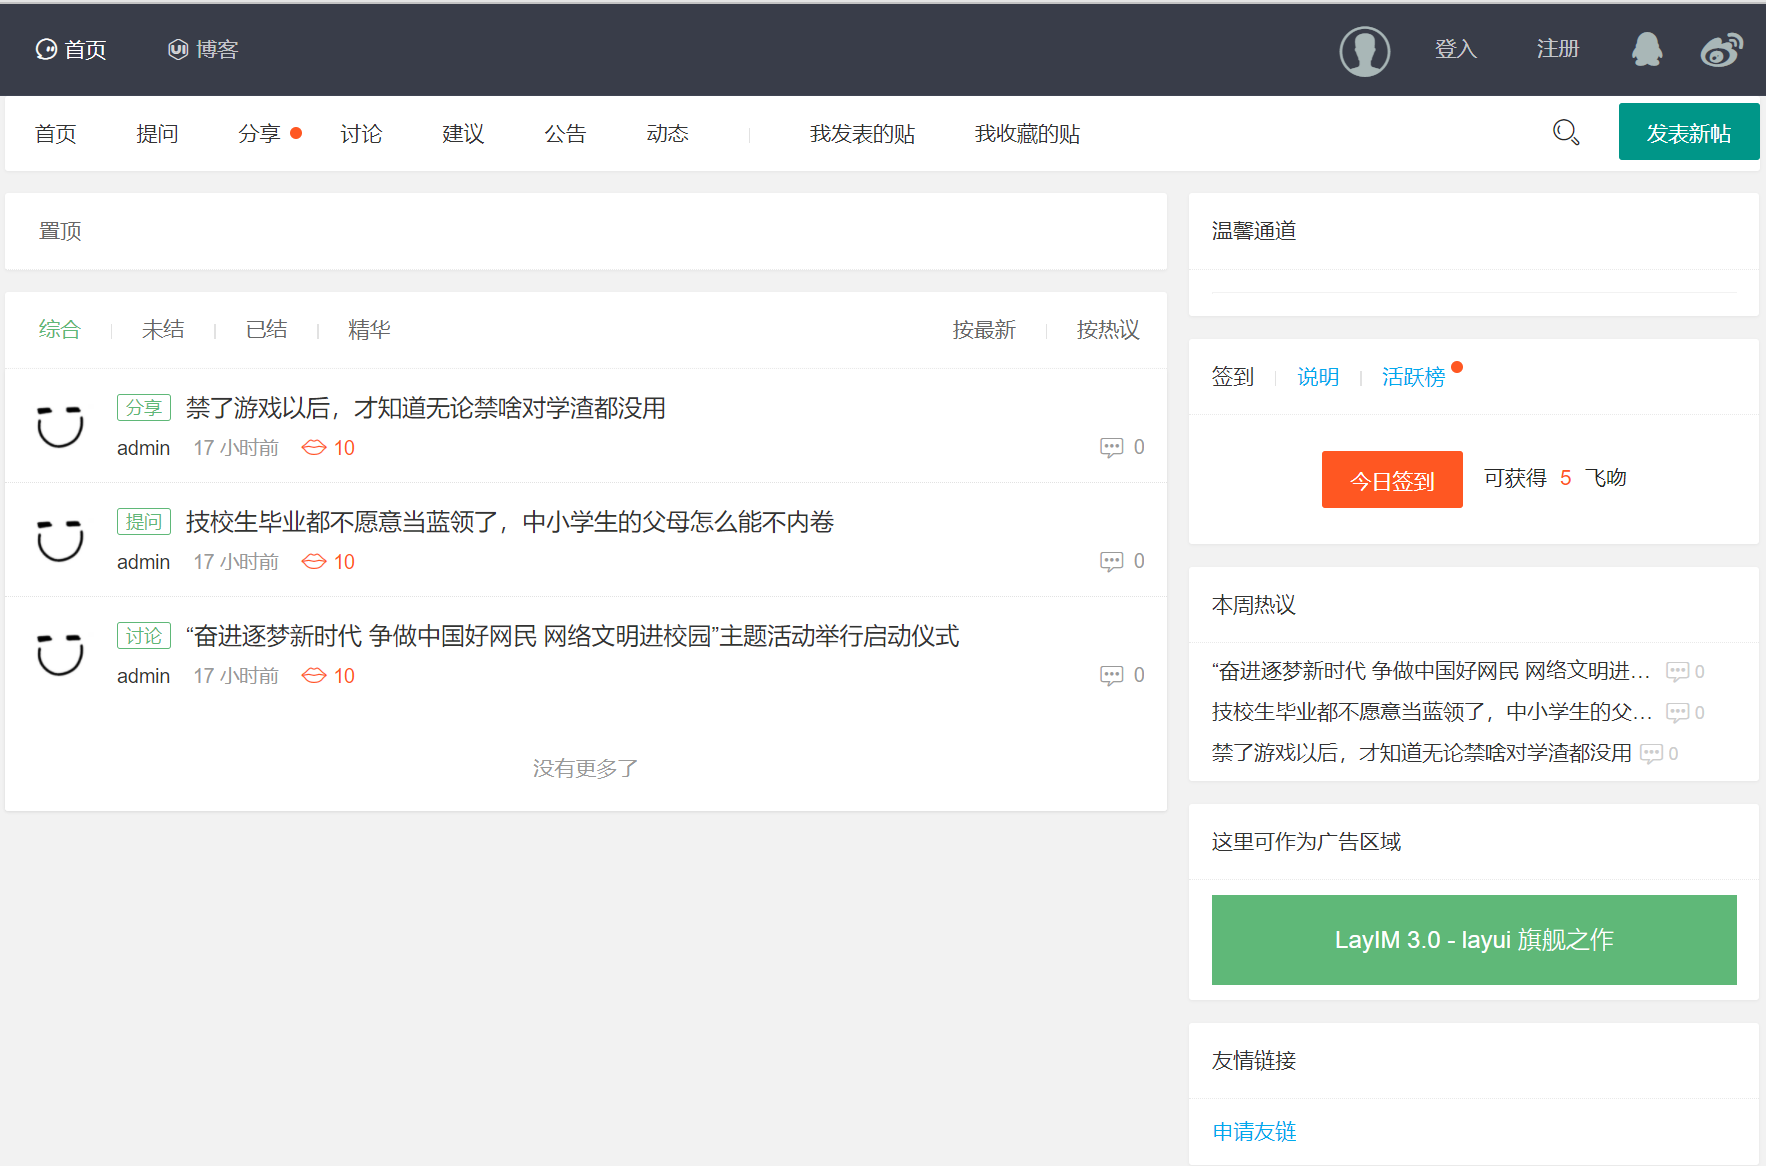 首页 博客 登入 注册
首页 提问 分享 讨论 建议 公告 动态 我发表的贴 我收藏的贴 发表新帖
置顶
综合 未结 已结 精华 按最新 按热议
分享 禁了游戏以后，才知道无论禁啥对学渣都没用
admin 17 小时前 10 0
提问 技校生毕业都不愿意当蓝领了，中小学生的父母怎么能不内卷
admin 17 小时前 10 0
讨论 “奋进逐梦新时代 争做中国好网民 网络文明进校园”主题活动举行启动仪式
admin 17 小时前 10 0
没有更多了
温馨通道
签到 说明 活跃榜
今日签到 可获得 5 飞吻
本周热议
“奋进逐梦新时代 争做中国好网民 网络文明进... 0
技校生毕业都不愿意当蓝领了，中小学生的父... 0
禁了游戏以后，才知道无论禁啥对学渣都没用 0
这里可作为广告区域
LayIM 3.0 - layui 旗舰之作
友情链接
申请友链